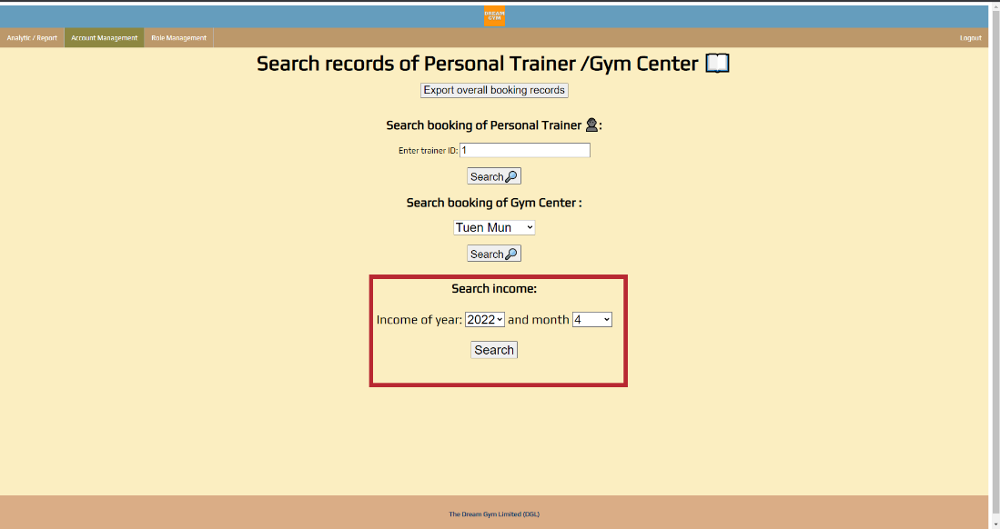 DREAM
GYM
Analytic / Report Account Management Role Management Logout
Search records of Personal Trainer /Gym Center
Export overall booking records
Search booking of Personal Trainer :
Enter trainer ID: 1
Search
Search booking of Gym Center :
Tuen Mun
Search
Search income:
Income of year: 2022 and month 4
Search
The Dream Gym Limited (DGL)